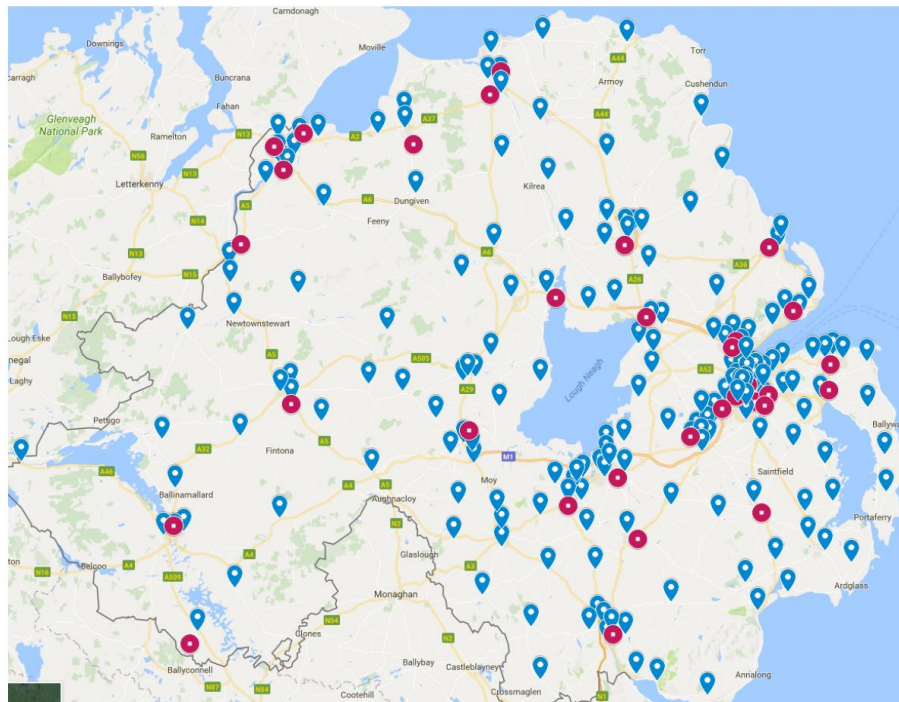 Carndonagh
Downings
Moville
Torr
Cushendun
Buncrana
Fahan
Armoy
A44
Glenveagh
National Park
Ramelton
N13
A2
A37
A44
N56
Letterkenny
N13
Kilrea
A5
A6
Dungiven
N14
Feeny
N13
A6
A36
Ballybofey
N15
A26
N15
Newtownstewart
Lough Eske
A5
A505
A52
Laghy
Lough Neagh
A29
Pettigo
A32
A5
Fintona
M1
A46
A4
A5
Moy
Saintfield
Ballinamallard
Aughnacloy
N2
Portaferry
A4
Glaslough
A3
N16
Belcoo
A4
A509
Ardglass
Monaghan
N54
Clones
N2
Ballyconnell
Ballybay
Castleblayney
Annalong
N87
N54
Cootehill
Crossmaglen
N1